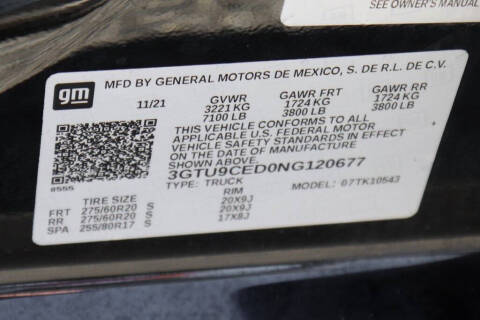 SEE OWNER'S MANUAL
gm
MFD BY GENERAL MOTORS DE MEXICO, S. DE R.L. DE C.V.
11/21 GVWR GAWR FRT GAWR RR
3221 KG 1724 KG 1724 KG
7100 LB 3800 LB 3800 LB
THIS VEHICLE CONFORMS TO ALL
APPLICABLE U.S. FEDERAL MOTOR
VEHICLE SAFETY STANDARDS IN EFFECT
ON THE DATE OF MANUFACTURE
SHOWN ABOVE.
3GTU9CED0NG120677
TYPE: TRUCK MODEL: 07TK10543
8555
TIRE SIZE RIM
FRT 275/60R20 S 20X9J
RR 275/60R20 S 20X9J
SPA 255/80R17 S 17X8J